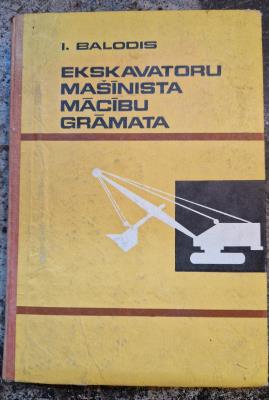 I. BALODIS
EKSKAVATORU
MAŠĪNISTA
MĀCĪBU
GRĀMATA